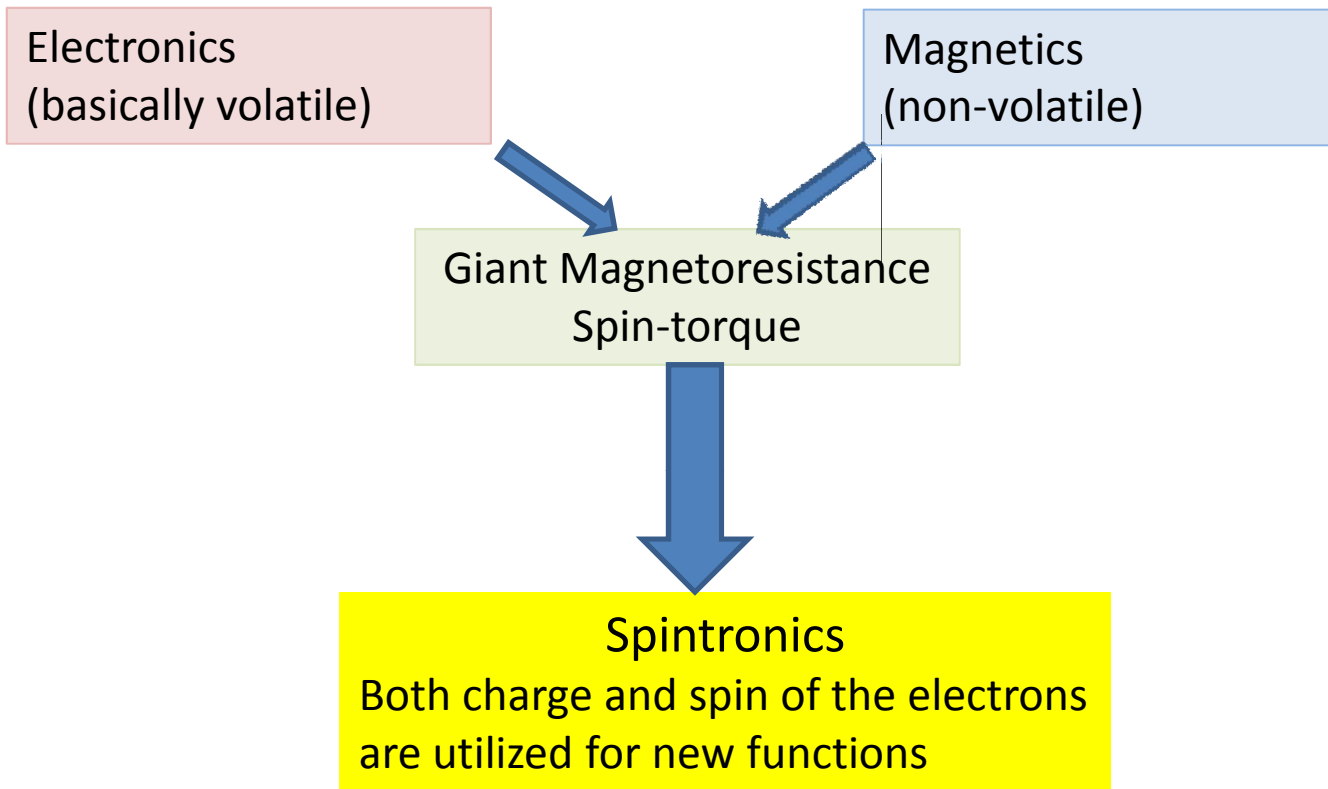 Electronics
(basically volatile)
Magnetics
(non-volatile)
Giant Magnetoresistance
Spin-torque
Spintronics
Both charge and spin of the electrons
are utilized for new functions